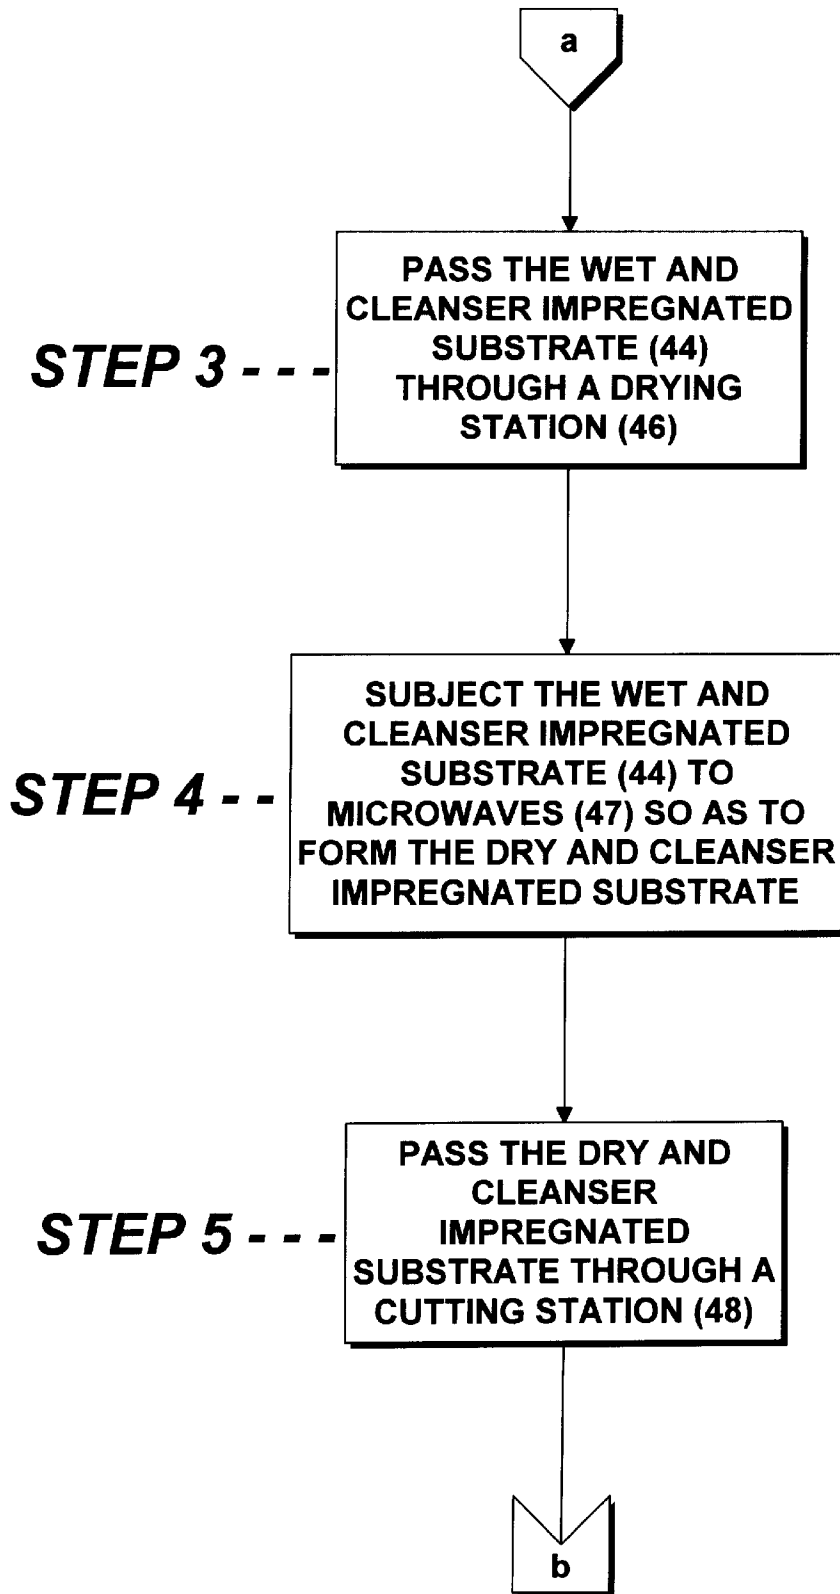 a
PASS THE WET AND
CLEANSER IMPREGNATED
SUBSTRATE (44)
THROUGH A DRYING
STATION (46)
STEP 3 - - -
SUBJECT THE WET AND
CLEANSER IMPREGNATED
SUBSTRATE (44) TO
MICROWAVES (47) SO AS TO
FORM THE DRY AND CLEANSER
IMPREGNATED SUBSTRATE
STEP 4 - -
PASS THE DRY AND
CLEANSER
IMPREGNATED
SUBSTRATE THROUGH A
CUTTING STATION (48)
STEP 5 - - -
b